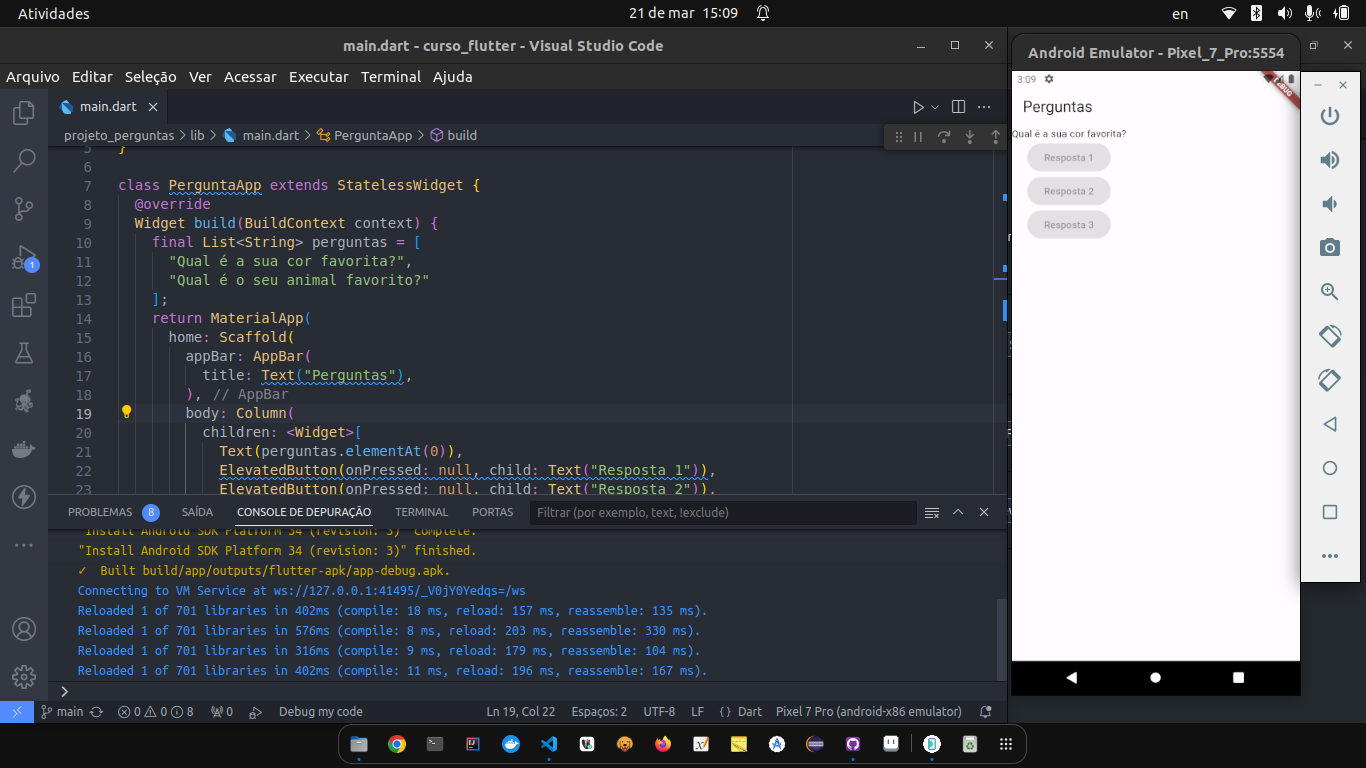 Atividades
21 de mar 15:09
en
main.dart - curso_flutter - Visual Studio Code
Arquivo Editar Seleção Ver Acessar Executar Terminal Ajuda
main.dart
projeto_perguntas > lib > main.dart > PerguntaApp > build
5 }
6
7 class PerguntaApp extends StatelessWidget {
8 @override
9 Widget build(BuildContext context) {
10 final List<String> perguntas = [
11 "Qual é a sua cor favorita?",
12 "Qual é o seu animal favorito?"
13 ];
14 return MaterialApp(
15 home: Scaffold(
16 appBar: AppBar(
17 title: Text("Perguntas"),
18 ), // AppBar
19 body: Column(
20 children: <Widget>[
21 Text(perguntas.elementAt(0)),
22 ElevatedButton(onPressed: null, child: Text("Resposta 1")),
23 ElevatedButton(onPressed: null, child: Text("Resposta 2")),
1
PROBLEMAS 8 SAÍDA CONSOLE DE DEPURAÇÃO TERMINAL PORTAS Filtrar (por exemplo, text, !exclude)
"Install Android SDK Platform 34 (revision: 3)" complete.
"Install Android SDK Platform 34 (revision: 3)" finished.
✓ Built build/app/outputs/flutter-apk/app-debug.apk.
Connecting to VM Service at ws://127.0.0.1:41495/_V0jY0Yedqs=/ws
Reloaded 1 of 701 libraries in 402ms (compile: 18 ms, reload: 157 ms, reassemble: 135 ms).
Reloaded 1 of 701 libraries in 576ms (compile: 8 ms, reload: 203 ms, reassemble: 330 ms).
Reloaded 1 of 701 libraries in 316ms (compile: 9 ms, reload: 179 ms, reassemble: 104 ms).
Reloaded 1 of 701 libraries in 402ms (compile: 11 ms, reload: 196 ms, reassemble: 167 ms).
main 0 0 8 0 Debug my code Ln 19, Col 22 Espaços: 2 UTF-8 LF {} Dart Pixel 7 Pro (android-x86 emulator)
Android Emulator - Pixel_7_Pro:5554
3:09
DEBUG
Perguntas
Qual é a sua cor favorita?
Resposta 1
Resposta 2
Resposta 3